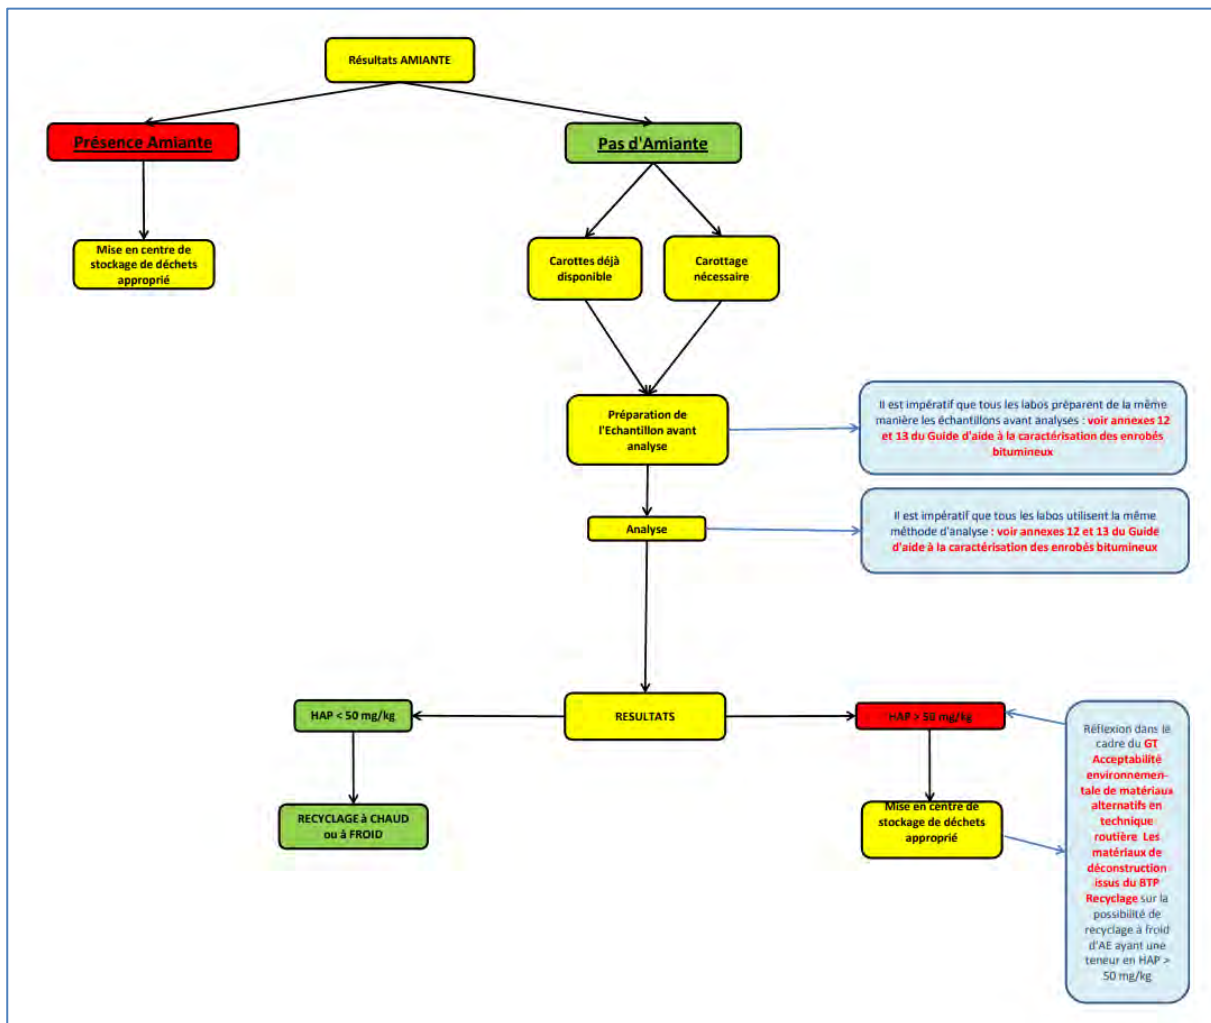 Résultats AMIANTE
Présence Amiante
Pas d'Amiante
Mise en centre de
stockage de déchets
approprié
Carottes déjà
disponible
Carottage
nécessaire
Préparation de
l'Echantillon avant
analyse
Il est impératif que tous les labos préparent de la même
manière les échantillons avant analyses : voir annexes 12
et 13 du Guide d'aide à la caractérisation des enrobés
bitumineux
Analyse
Il est impératif que tous les labos utilisent la même
méthode d'analyse : voir annexes 12 et 13 du Guide
d'aide à la caractérisation des enrobés bitumineux
HAP < 50 mg/kg
RESULTATS
HAP > 50 mg/kg
RECYCLAGE à CHAUD
ou à FROID
Mise en centre de
stockage de déchets
approprié
Réflexion dans le
cadre du GT
Acceptabilité
environnemen-
tale de matériaux
alternatifs en
technique
routière Les
matériaux de
déconstruction
issus du BTP
Recyclage sur la
possibilité de
recyclage à froid
d'AE ayant une
teneur en HAP >
50 mg/kg